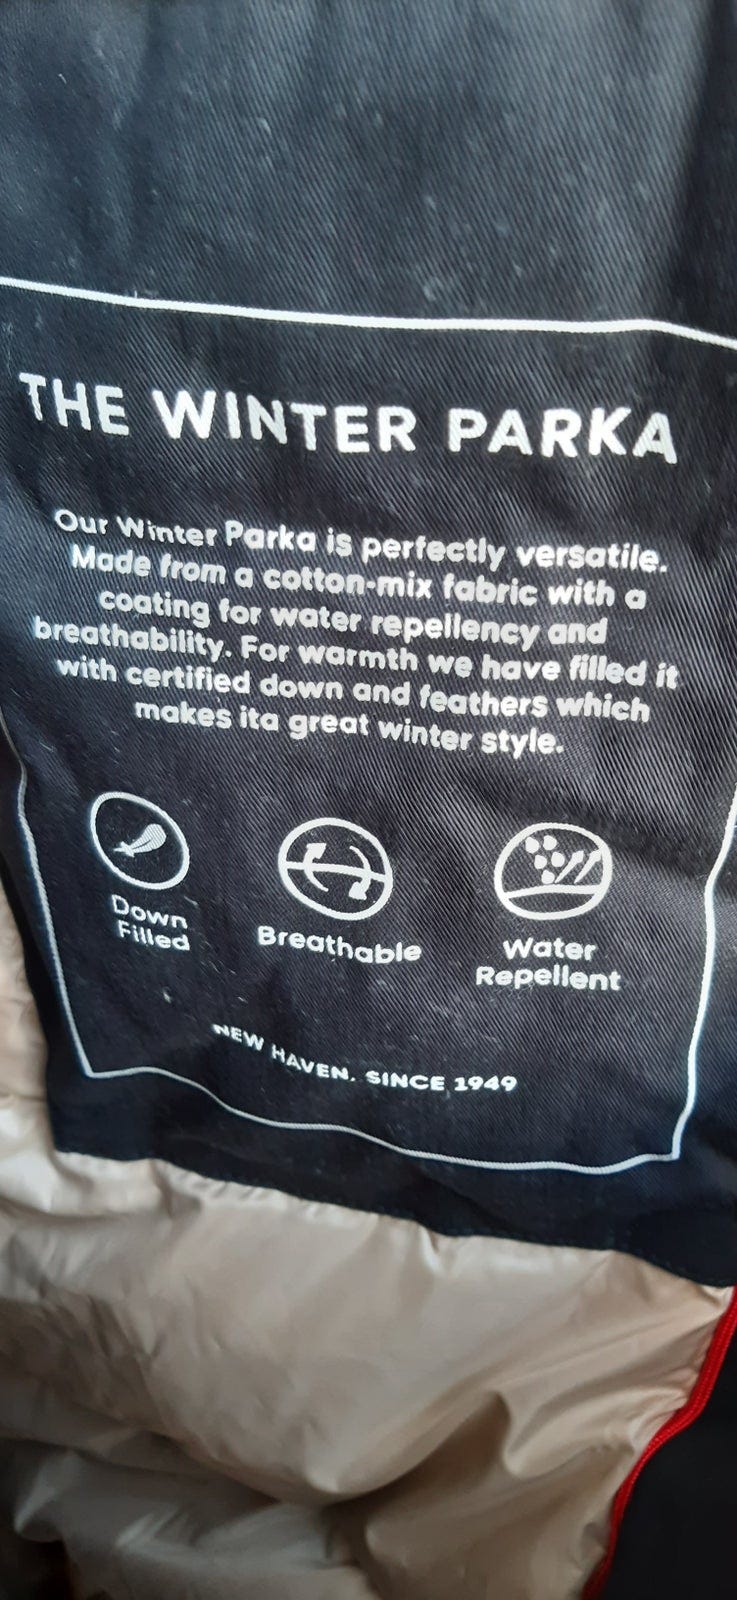 THE WINTER PARKA
Our Winter Parka is perfectly versatile.
Made from a cotton-mix fabric with a
coating for water repellency and
breathability. For warmth we have filled it
with certified down and feathers which
makes ita great winter style.
Down
Filled
Breathable
Water
Repellent
NEW HAVEN. SINCE 1949